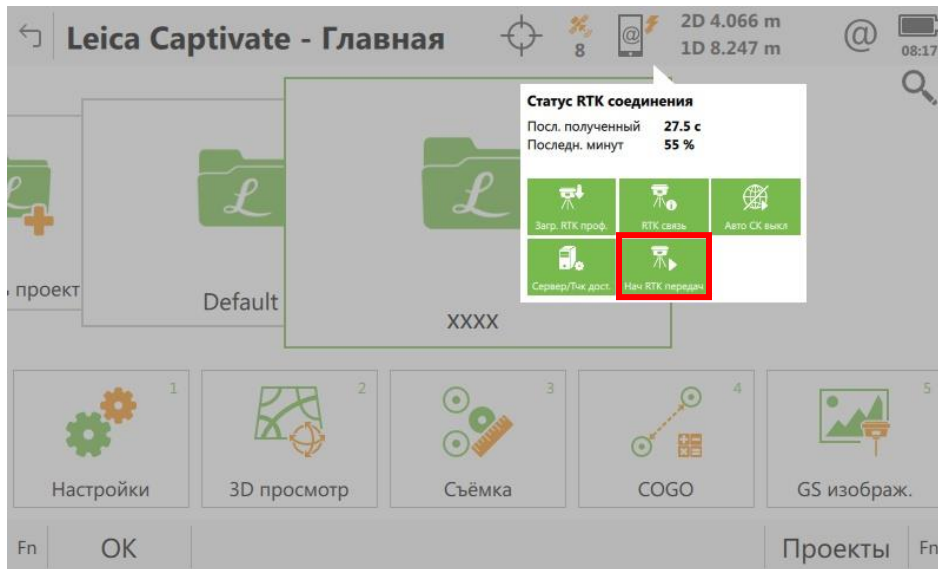 Leica Captivate - Главная
8
@
2D 4.066 m
1D 8.247 m
@
08:17
Статус RTK соединения
Посл. полученный 27.5 с
Последн. минут 55 %
Загр. RTK проф.
RTK связь
Авто СК выкл
Сервер/Тчк дост.
Нач RTK передач
проект
Default
xxxx
1
Настройки
2
3D просмотр
3
Съёмка
4
COGO
5
GS изображ.
Fn
OK
Проекты
Fn